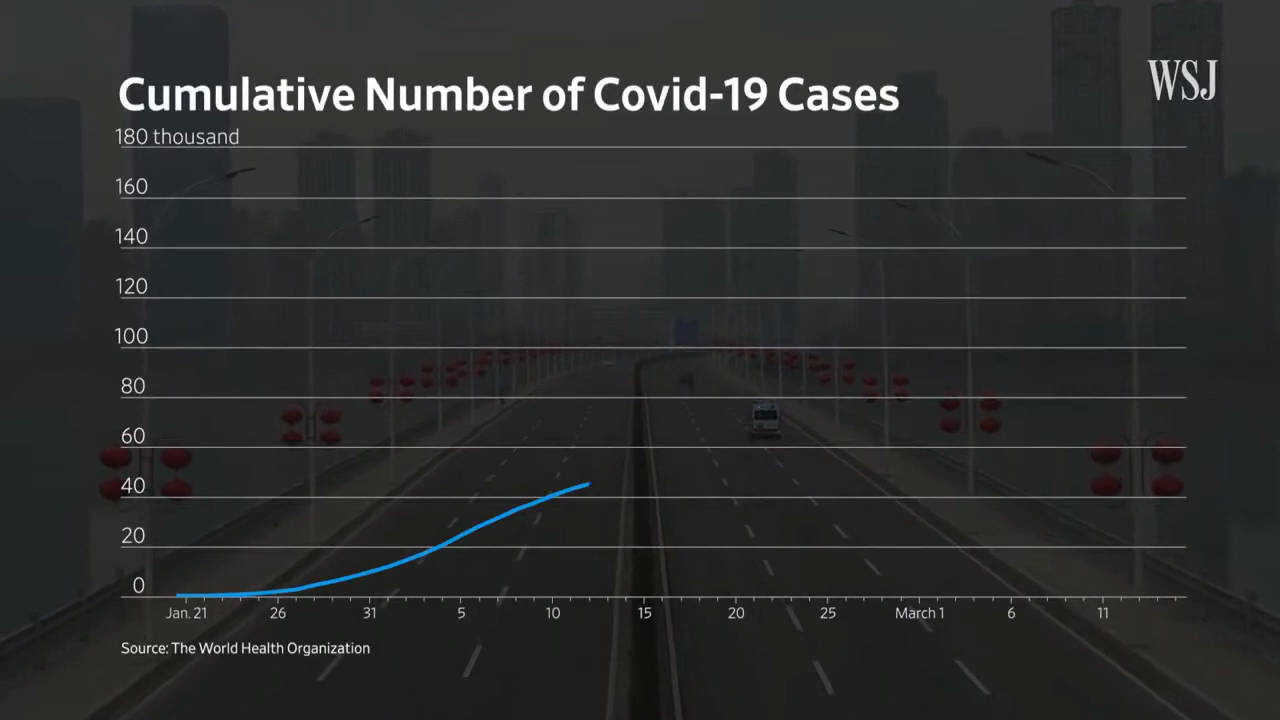 Cumulative Number of Covid-19 Cases
WSJ
180 thousand
160
140
120
100
80
60
40
20
0
Jan. 21 26 31 5 10 15 20 25 March 1 6 11
Source: The World Health Organization